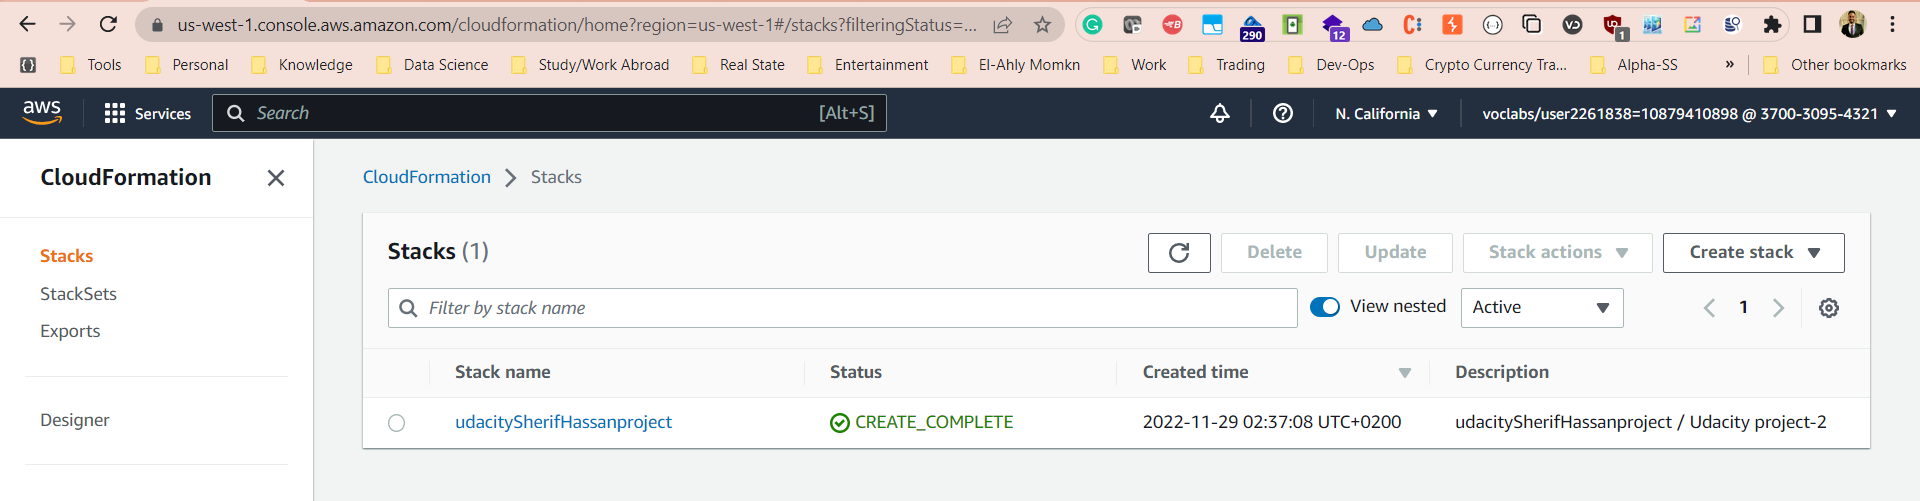 us-west-1.console.aws.amazon.com/cloudformation/home?region=us-west-1#/stacks?filteringStatus=...
290
12
1
Tools Personal Knowledge Data Science Study/Work Abroad Real State Entertainment El-Ahly Momkn Work Trading Dev-Ops Crypto Currency Tra... Alpha-SS » Other bookmarks
aws Services Search [Alt+S] N. California voclabs/user2261838=10879410898 @ 3700-3095-4321
CloudFormation
Stacks
StackSets
Exports
Designer
CloudFormation > Stacks
Stacks (1) Delete Update Stack actions Create stack
Filter by stack name View nested Active 1
Stack name Status Created time Description
udacitySherifHassanproject CREATE_COMPLETE 2022-11-29 02:37:08 UTC+0200 udacitySherifHassanproject / Udacity project-2